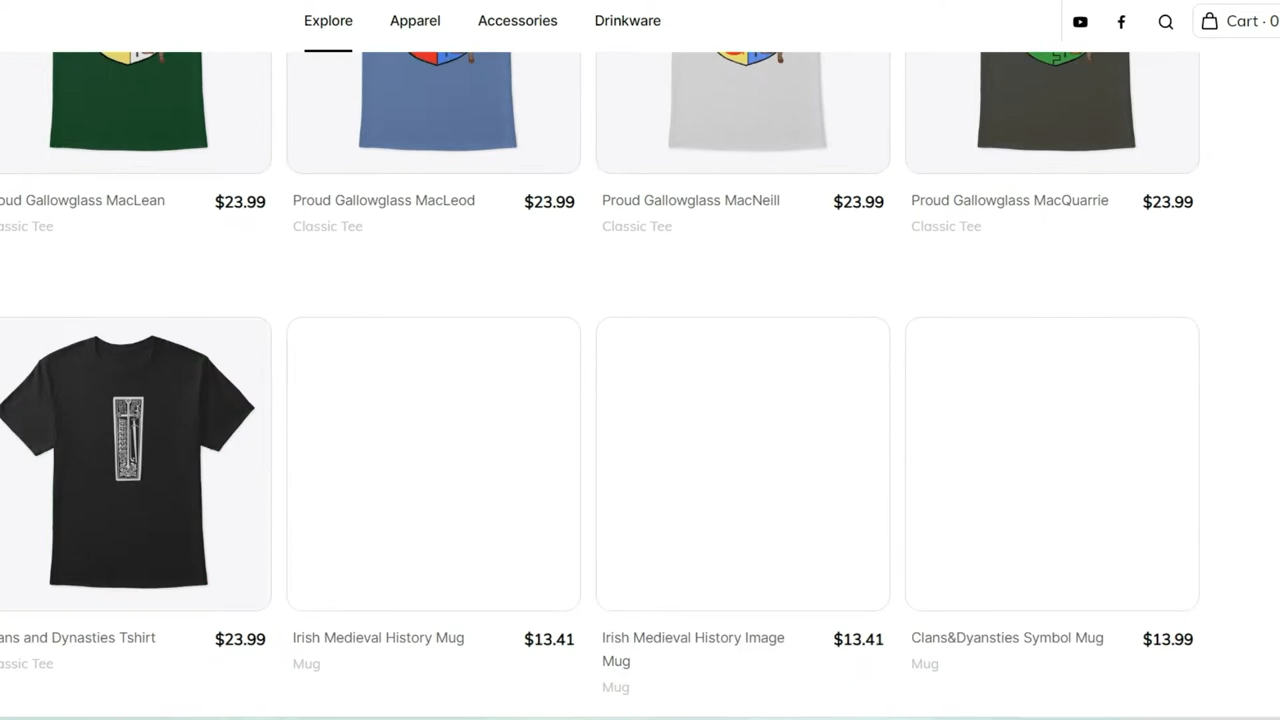 Explore Apparel Accessories Drinkware Cart · 0
oud Gallowglass MacLean $23.99 Proud Gallowglass MacLeod $23.99 Proud Gallowglass MacNeill $23.99 Proud Gallowglass MacQuarrie $23.99
assic Tee Classic Tee Classic Tee Classic Tee
ans and Dynasties Tshirt $23.99 Irish Medieval History Mug $13.41 Irish Medieval History Image $13.41 Clans&Dyansties Symbol Mug $13.99
assic Tee Mug Mug Mug
Mug